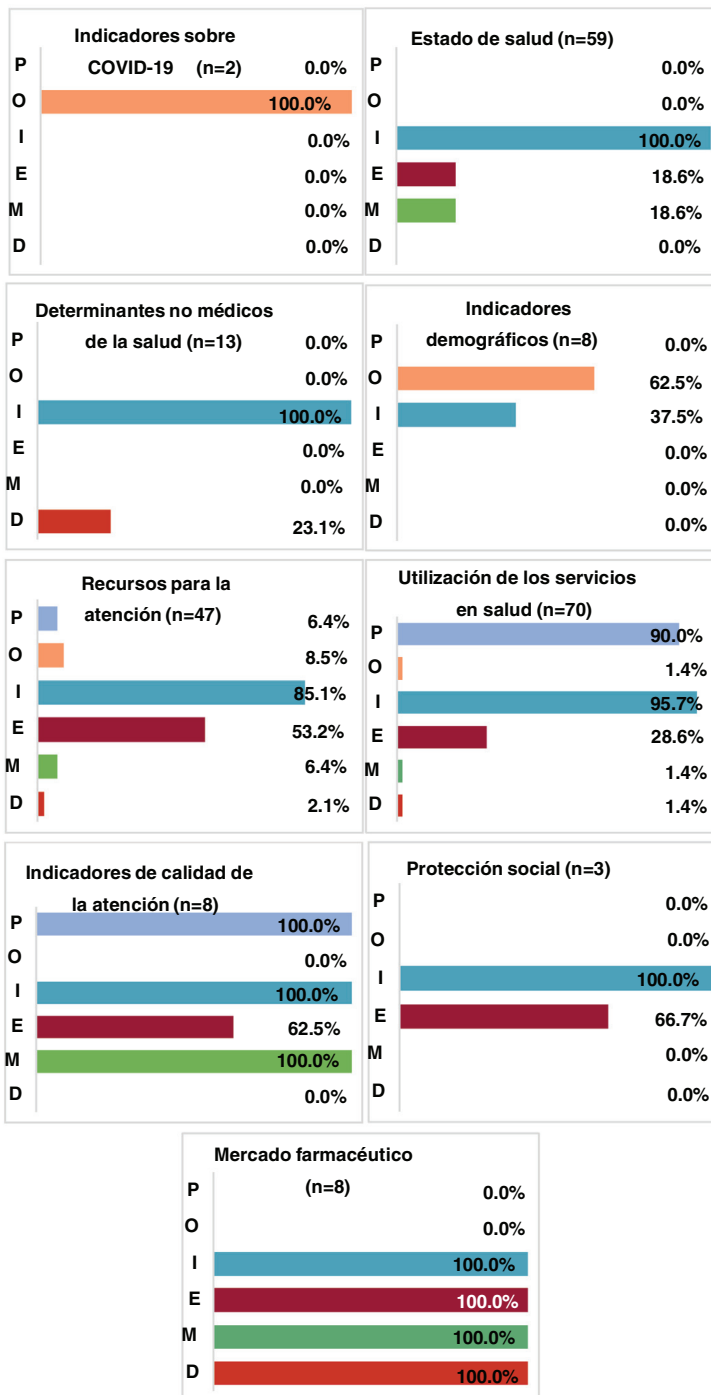 Indicadores sobre
COVID-19 (n=2)
P 0.0%
O 100.0%
I 0.0%
E 0.0%
M 0.0%
D 0.0%
Estado de salud (n=59)
P 0.0%
O 0.0%
I 100.0%
E 18.6%
M 18.6%
D 0.0%
Determinantes no médicos
de la salud (n=13)
P 0.0%
O 0.0%
I 100.0%
E 0.0%
M 0.0%
D 23.1%
Indicadores
demográficos (n=8)
P 0.0%
O 62.5%
I 37.5%
E 0.0%
M 0.0%
D 0.0%
Recursos para la
atención (n=47)
P 6.4%
O 8.5%
I 85.1%
E 53.2%
M 6.4%
D 2.1%
Utilización de los servicios
en salud (n=70)
P 90.0%
O 1.4%
I 95.7%
E 28.6%
M 1.4%
D 1.4%
Indicadores de calidad de
la atención (n=8)
P 100.0%
O 0.0%
I 100.0%
E 62.5%
M 100.0%
D 0.0%
Protección social (n=3)
P 0.0%
O 0.0%
I 100.0%
E 66.7%
M 0.0%
D 0.0%
Mercado farmacéutico
(n=8)
P 0.0%
O 0.0%
I 100.0%
E 100.0%
M 100.0%
D 100.0%